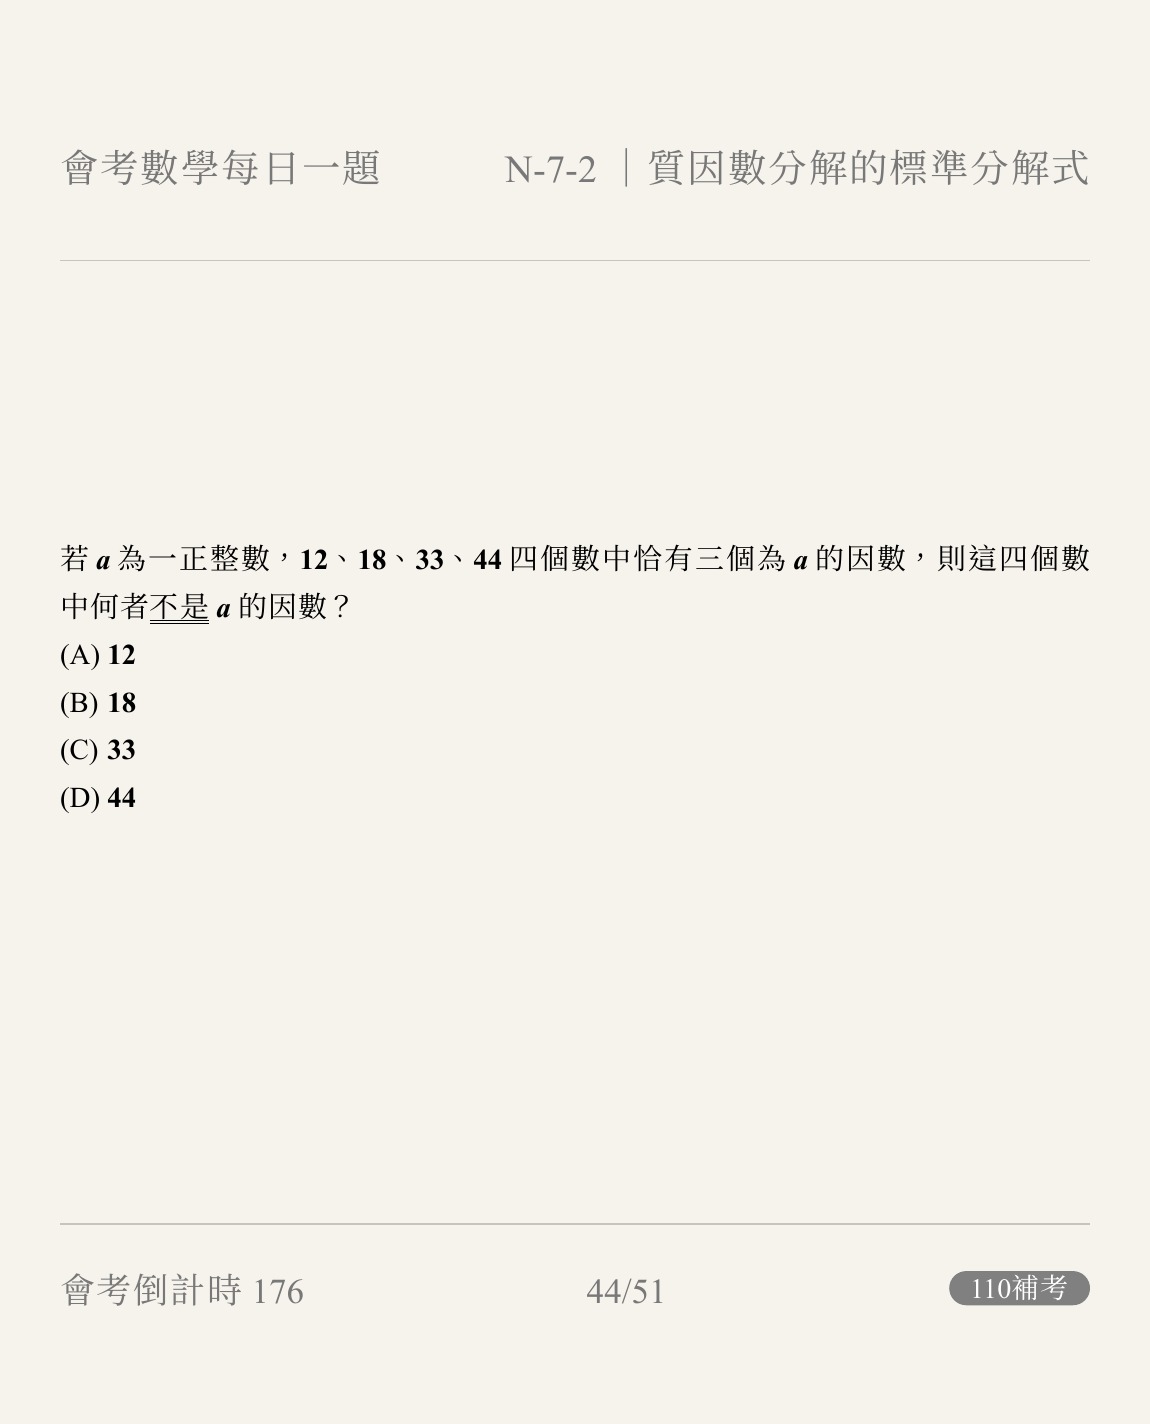 會考數學每日一題
N-7-2｜質因數分解的標準分解式
若 a 為一正整數，12、18、33、44 四個數中恰有三個為 a 的因數，則這四個數
中何者不是 a 的因數？
(A) 12
(B) 18
(C) 33
(D) 44
會考倒計時 176
44/51
110補考